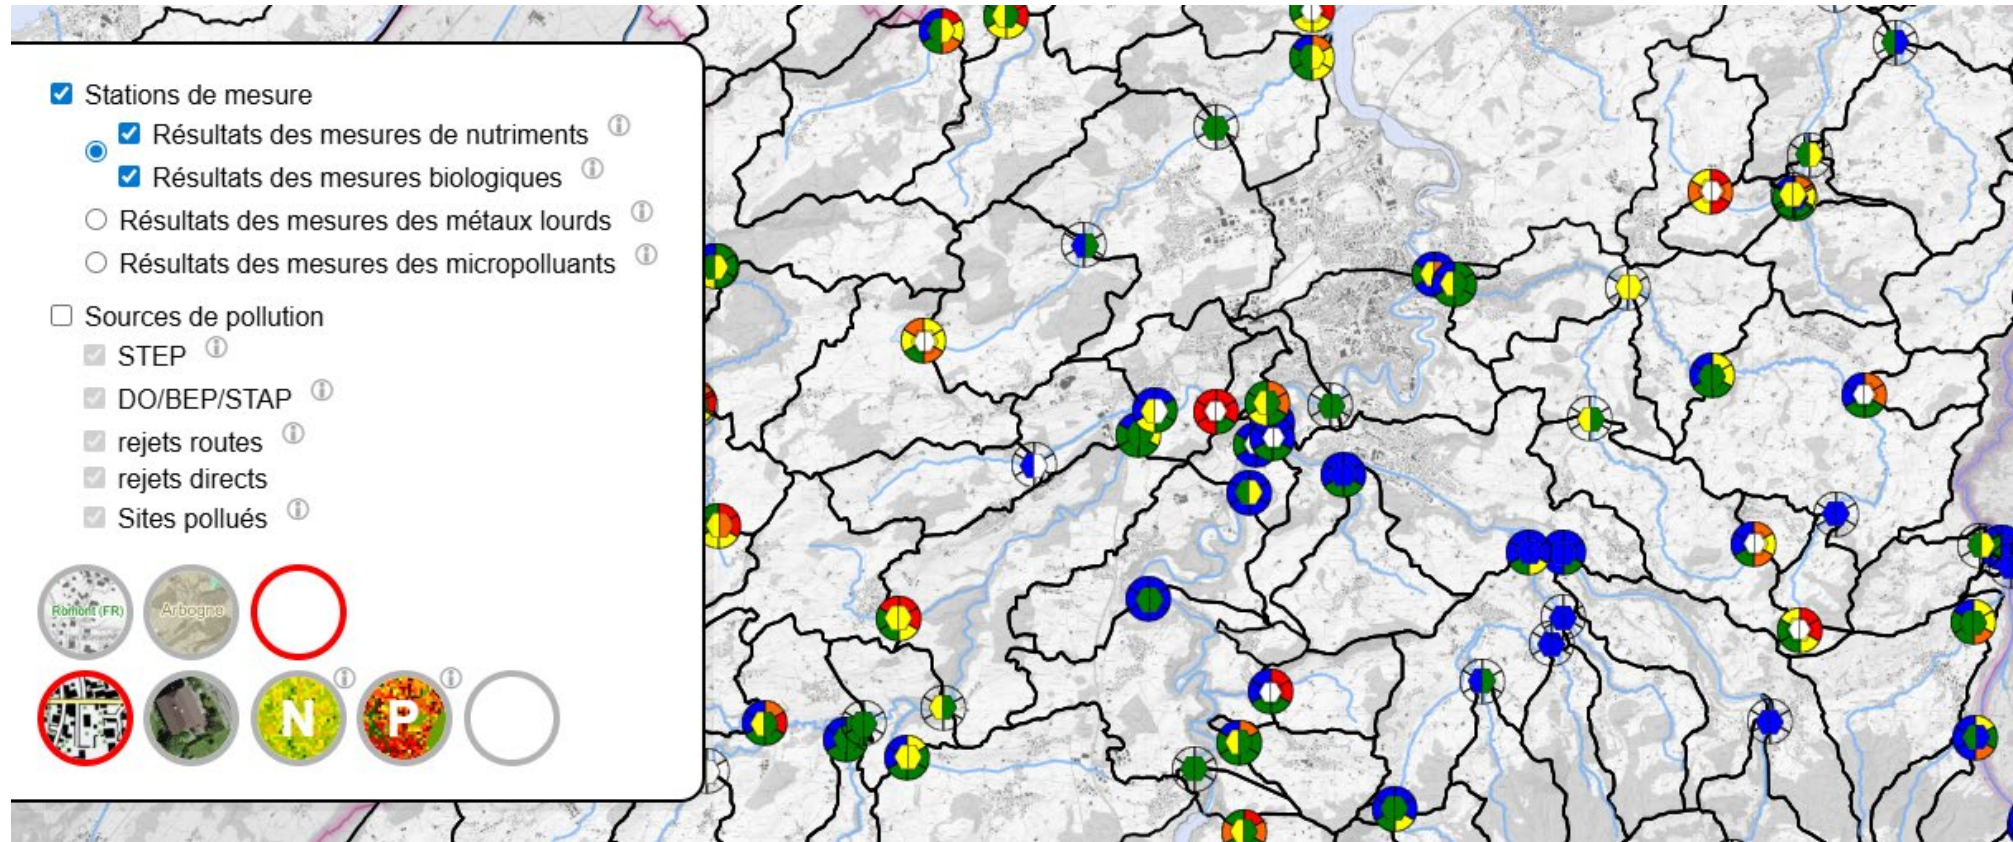 Stations de mesure
Résultats des mesures de nutriments
Résultats des mesures biologiques
Résultats des mesures des métaux lourds
Résultats des mesures des micropolluants
Sources de pollution
STEP
DO/BEP/STAP
rejets routes
rejets directs
Sites pollués
Romont (FR) Arbogne
N P